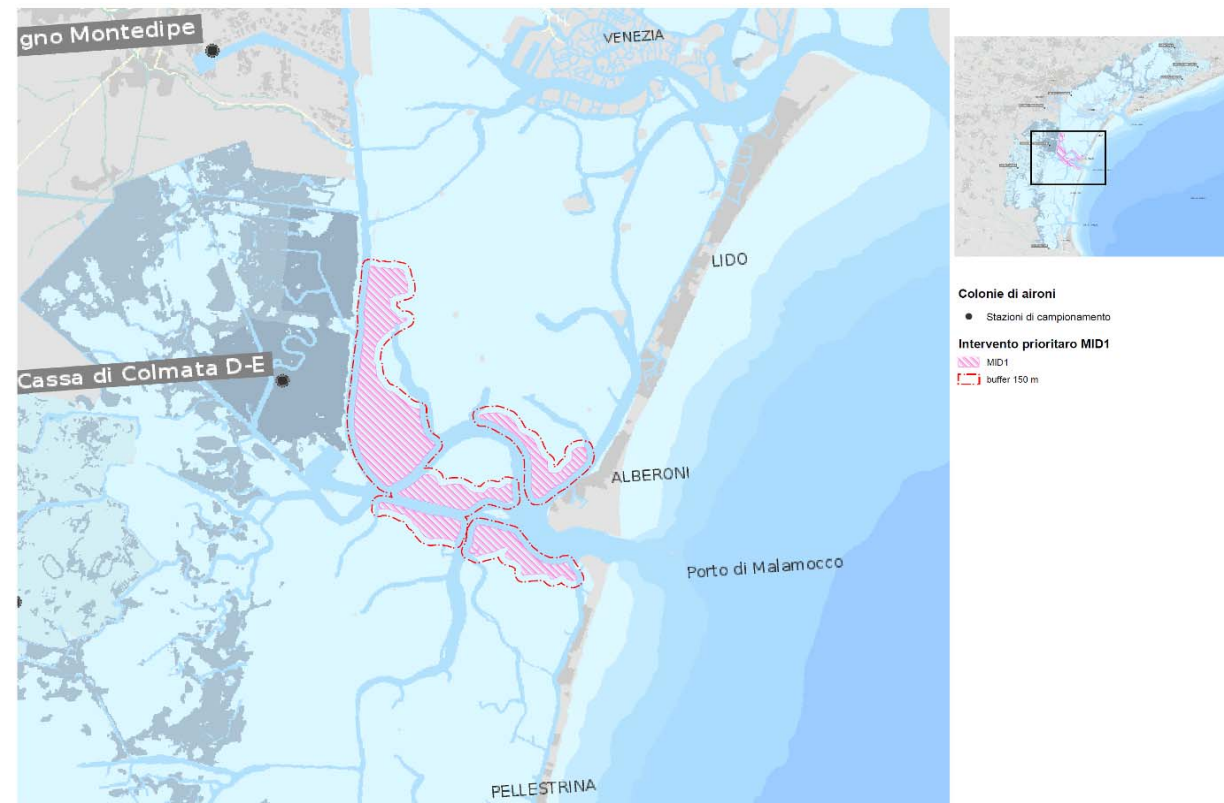 gno Montedipe
VENEZIA
LIDO
Cassa di Colmata D-E
ALBERONI
Porto di Malamocco
PELLESTRINA
Colonie di aironi
Stazioni di campionamento
Intervento prioritaro MID1
MID1
buffer 150 m